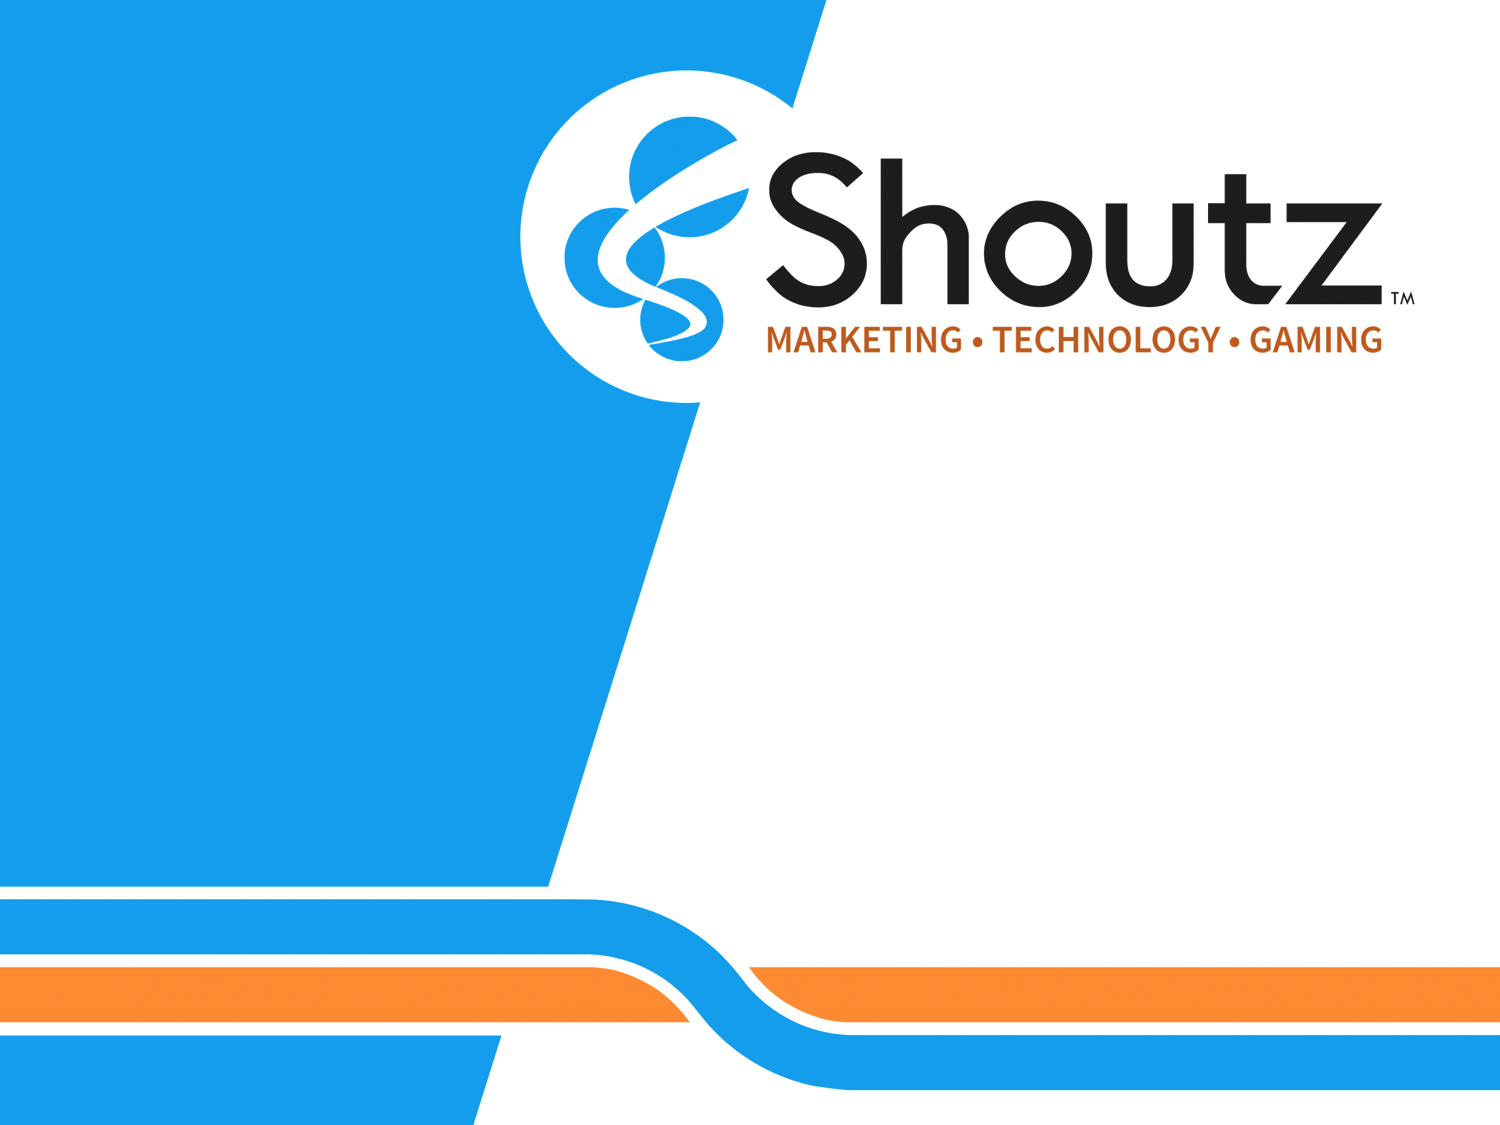 Shoutz™
MARKETING • TECHNOLOGY • GAMING